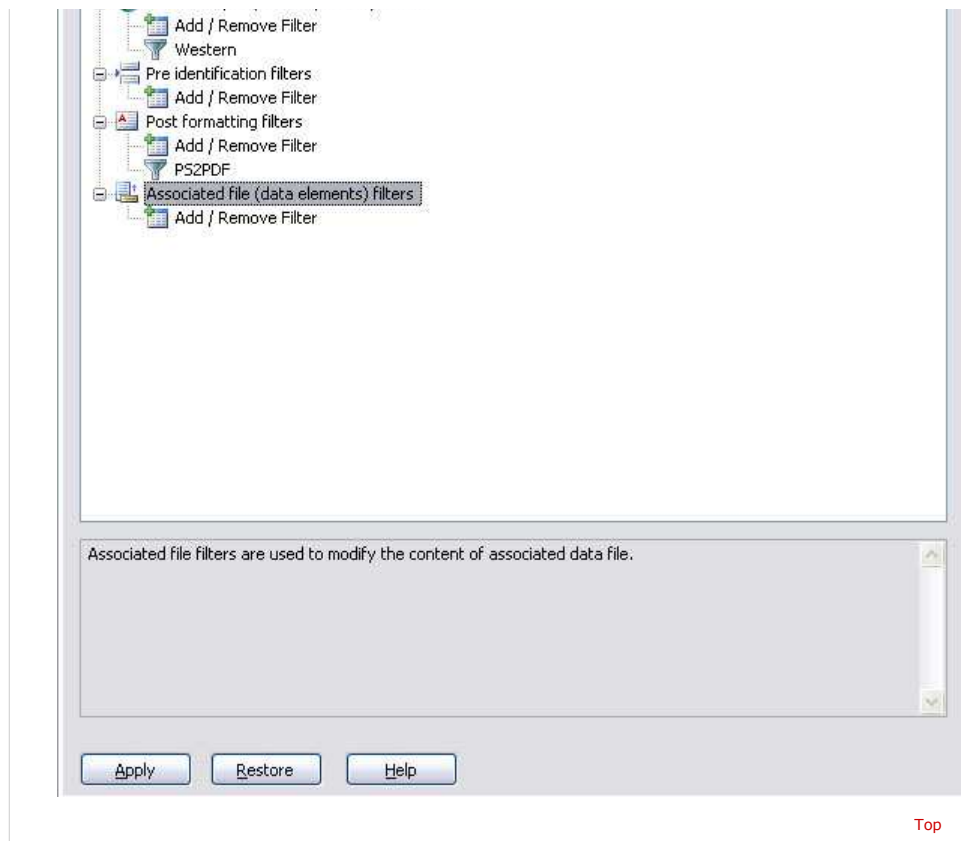 Add / Remove Filter
Western
Pre identification filters
Add / Remove Filter
Post formatting filters
Add / Remove Filter
PS2PDF
Associated file (data elements) filters
Add / Remove Filter
Associated file filters are used to modify the content of associated data file.
Apply Restore Help
Top